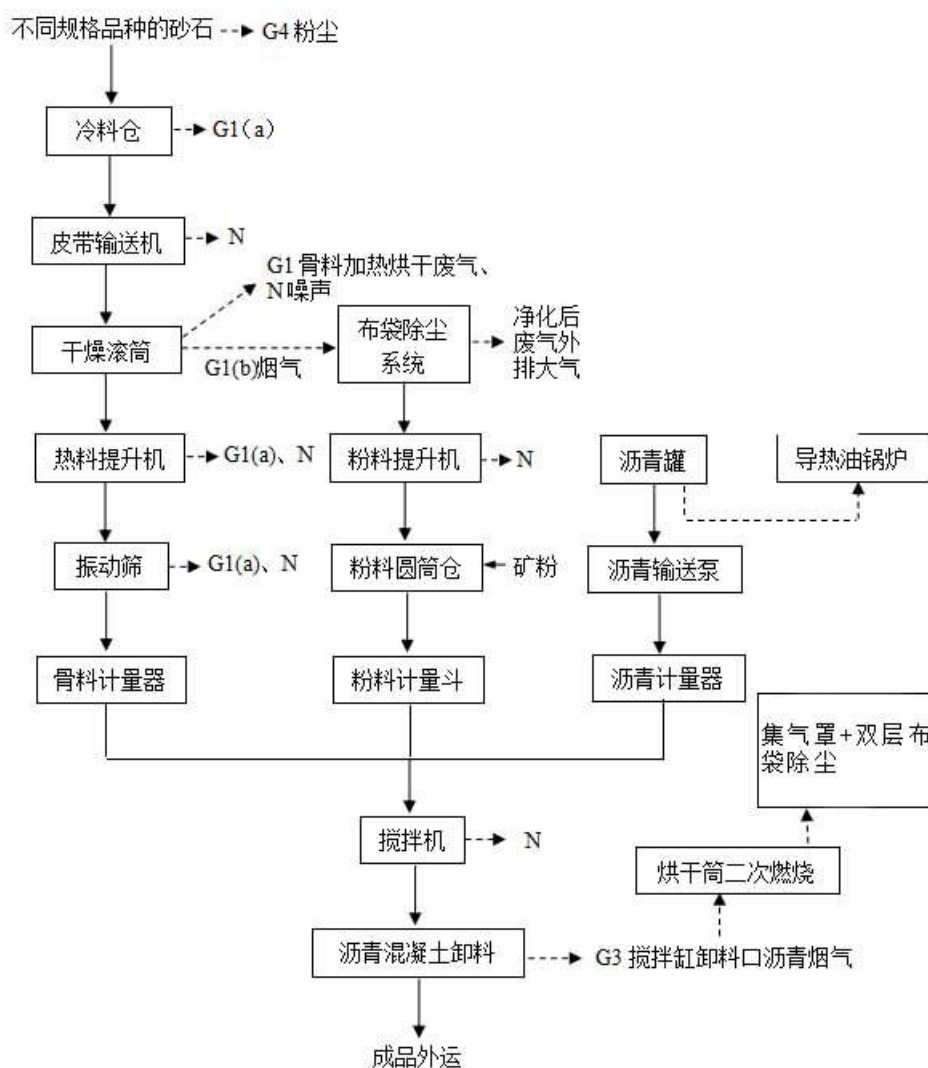 不同规格品种的砂石
G4 粉尘
冷料仓
G1（a）
皮带输送机
N
G1 骨料加热烘干废气、
N噪声
干燥滚筒
G1(b)烟气
布袋除尘
系统
净化后
废气外
排大气
热料提升机
G1(a)、N
粉料提升机
N
沥青罐
导热油锅炉
振动筛
G1(a)、N
粉料圆筒仓
矿粉
沥青输送泵
骨料计量器
粉料计量斗
沥青计量器
集气罩+双层布
袋除尘
搅拌机
N
烘干筒二次燃烧
沥青混凝土卸料
G3 搅拌缸卸料口沥青烟气
成品外运